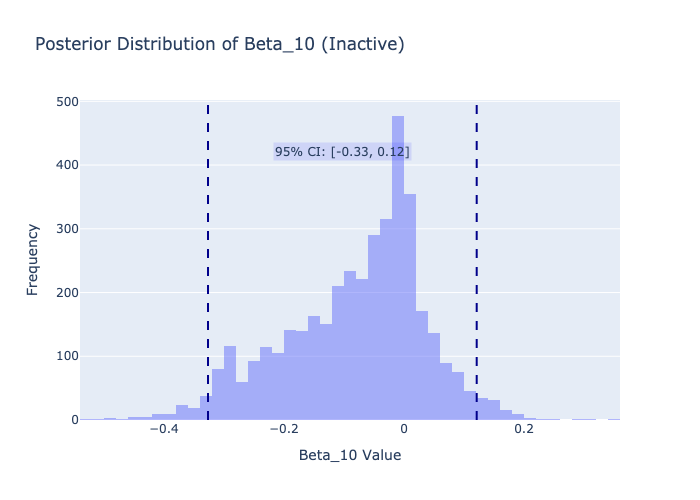 Posterior Distribution of Beta_10 (Inactive)
500
95% CI: [-0.33, 0.12]
400
300
200
100
0
Frequency
−0.4
−0.2
0
0.2
Beta_10 Value